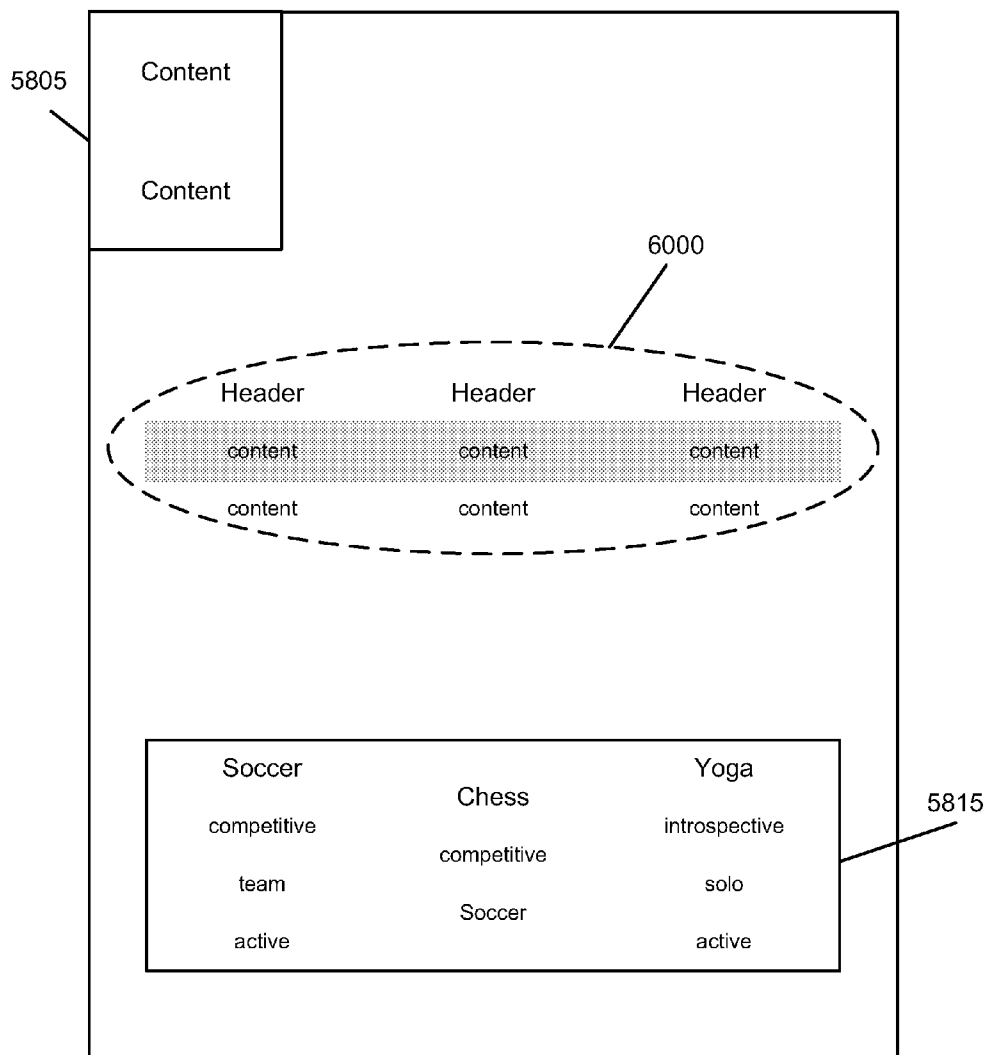 5805
Content
Content
6000
Header Header Header
content content content
content content content
Soccer Yoga
Chess
5815
competitive introspective
competitive
team solo
Soccer
active active